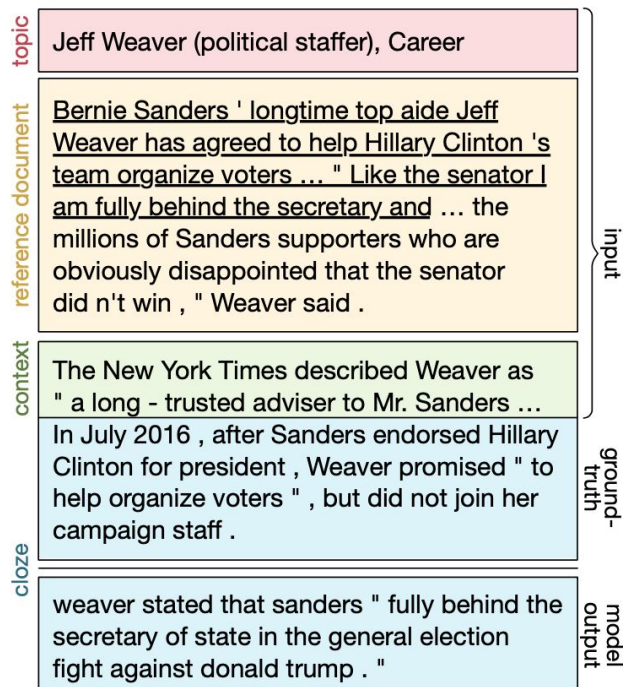 topic
Jeff Weaver (political staffer), Career
reference document
Bernie Sanders ' longtime top aide Jeff
Weaver has agreed to help Hillary Clinton 's
team organize voters ... " Like the senator I
am fully behind the secretary and ... the
millions of Sanders supporters who are
obviously disappointed that the senator
did n't win , " Weaver said .
input
context
The New York Times described Weaver as
" a long - trusted adviser to Mr. Sanders ...
cloze
In July 2016 , after Sanders endorsed Hillary
Clinton for president , Weaver promised " to
help organize voters " , but did not join her
campaign staff .
ground-
truth
weaver stated that sanders " fully behind the
secretary of state in the general election
fight against donald trump . "
model
output